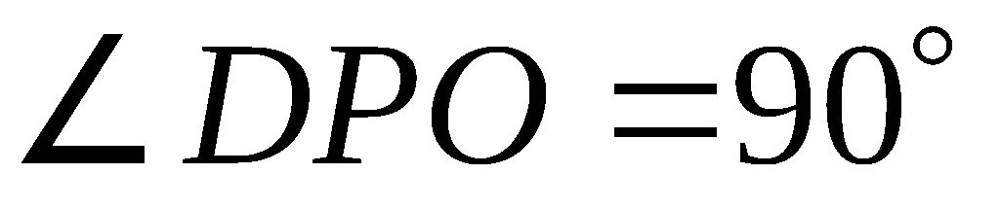 ∠DPO = 90°